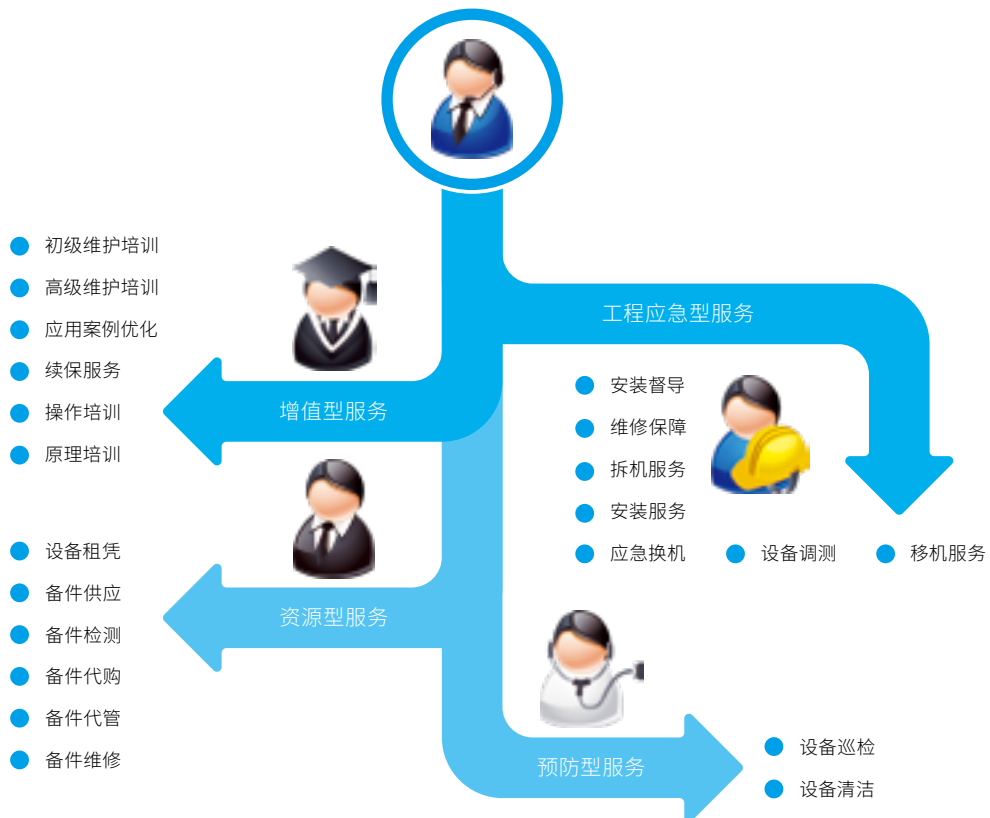 初级维护培训
高级维护培训
应用案例优化
续保服务
操作培训
原理培训
增值型服务
工程应急型服务
安装督导
维修保障
拆机服务
安装服务
应急换机
设备调测
移机服务
设备租凭
备件供应
备件检测
备件代购
备件代管
备件维修
资源型服务
预防型服务
设备巡检
设备清洁